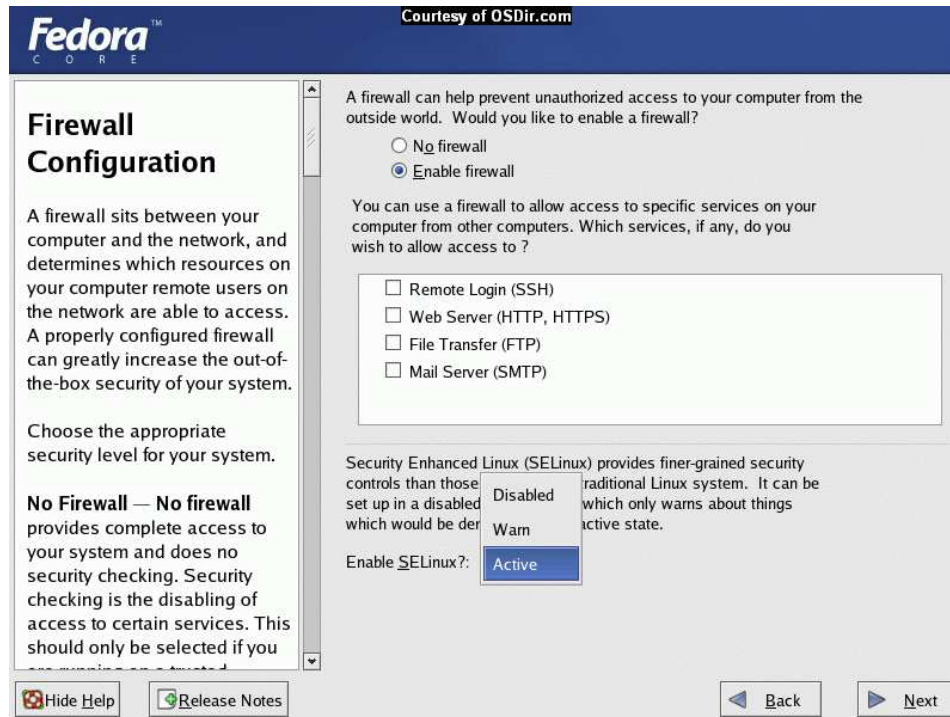 Courtesy of OSDir.com
Fedora™
CORE
Firewall
Configuration
A firewall sits between your
computer and the network, and
determines which resources on
your computer remote users on
the network are able to access.
A properly configured firewall
can greatly increase the out-of-
the-box security of your system.
Choose the appropriate
security level for your system.
No Firewall — No firewall
provides complete access to
your system and does no
security checking. Security
checking is the disabling of
access to certain services. This
should only be selected if you
A firewall can help prevent unauthorized access to your computer from the
outside world. Would you like to enable a firewall?
No firewall
Enable firewall
You can use a firewall to allow access to specific services on your
computer from other computers. Which services, if any, do you
wish to allow access to ?
Remote Login (SSH)
Web Server (HTTP, HTTPS)
File Transfer (FTP)
Mail Server (SMTP)
Security Enhanced Linux (SELinux) provides finer-grained security
controls than those raditional Linux system. It can be
set up in a disabled which only warns about things
which would be der active state.
Enable SELinux?:
Disabled
Warn
Active
Hide Help
Release Notes
Back
Next